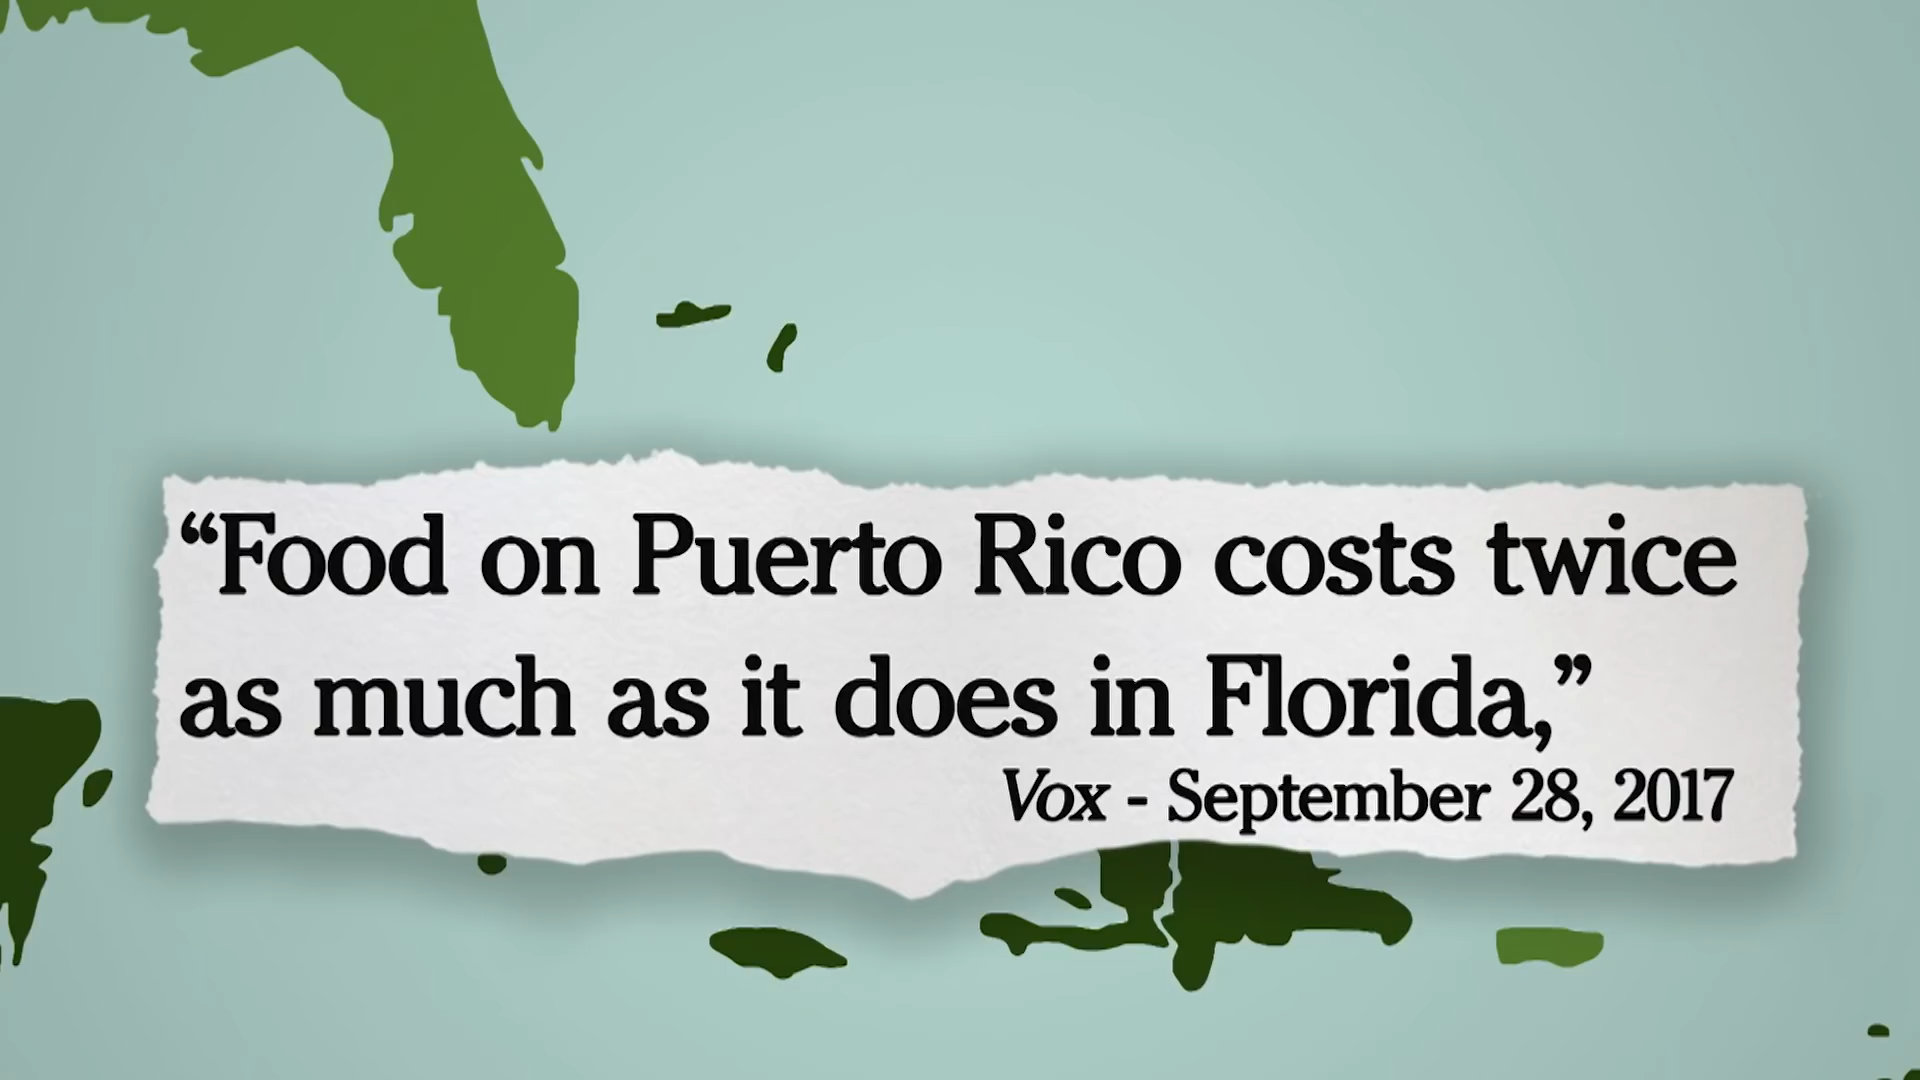 “Food on Puerto Rico costs twice
as much as it does in Florida,”
Vox - September 28, 2017